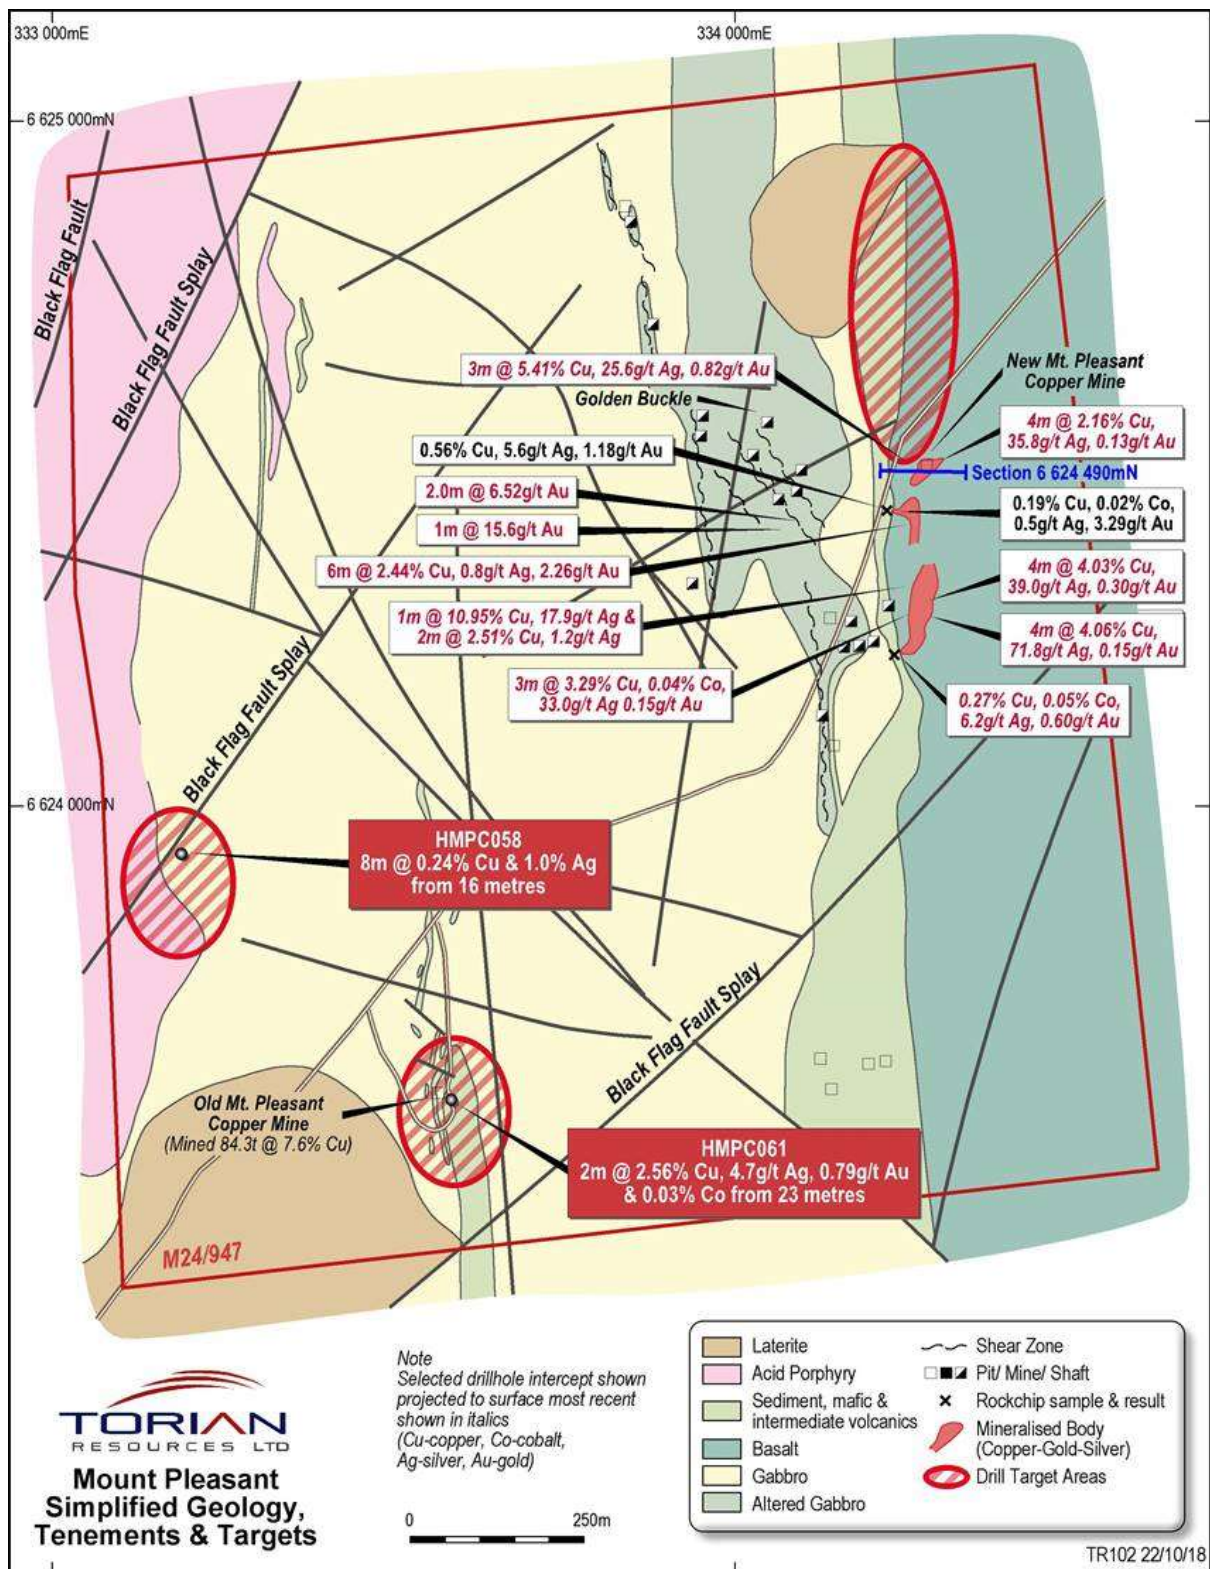 333 000mE
334 000mE
6 625 000mN
Black Flag Fault
Black Flag Fault Splay
3m @ 5.41% Cu, 25.6g/t Ag, 0.82g/t Au
New Mt. Pleasant
Copper Mine
Golden Buckle
4m @ 2.16% Cu,
35.8g/t Ag, 0.13g/t Au
0.56% Cu, 5.6g/t Ag, 1.18g/t Au
Section 6 624 490mN
2.0m @ 6.52g/t Au
0.19% Cu, 0.02% Co,
0.5g/t Ag, 3.29g/t Au
1m @ 15.6g/t Au
6m @ 2.44% Cu, 0.8g/t Ag, 2.26g/t Au
4m @ 4.03% Cu,
39.0g/t Ag, 0.30g/t Au
1m @ 10.95% Cu, 17.9g/t Ag &
2m @ 2.51% Cu, 1.2g/t Ag
4m @ 4.06% Cu,
71.8g/t Ag, 0.15g/t Au
3m @ 3.29% Cu, 0.04% Co,
33.0g/t Ag 0.15g/t Au
0.27% Cu, 0.05% Co,
6.2g/t Ag, 0.60g/t Au
Black Flag Fault Splay
6 624 000mN
HMPC058
8m @ 0.24% Cu & 1.0% Ag
from 16 metres
Black Flag Fault Splay
Old Mt. Pleasant
Copper Mine
(Mined 84.3t @ 7.6% Cu)
HMPC061
2m @ 2.56% Cu, 4.7g/t Ag, 0.79g/t Au
& 0.03% Co from 23 metres
M24/947
TORIAN
RESOURCES LTD
Mount Pleasant
Simplified Geology,
Tenements & Targets
Note
Selected drillhole intercept shown
projected to surface most recent
shown in italics
(Cu-copper, Co-cobalt,
Ag-silver, Au-gold)
0 250m
Laterite
Acid Porphyry
Sediment, mafic &
intermediate volcanics
Basalt
Gabbro
Altered Gabbro
Shear Zone
Pit/ Mine/ Shaft
Rockchip sample & result
Mineralised Body
(Copper-Gold-Silver)
Drill Target Areas
TR102 22/10/18